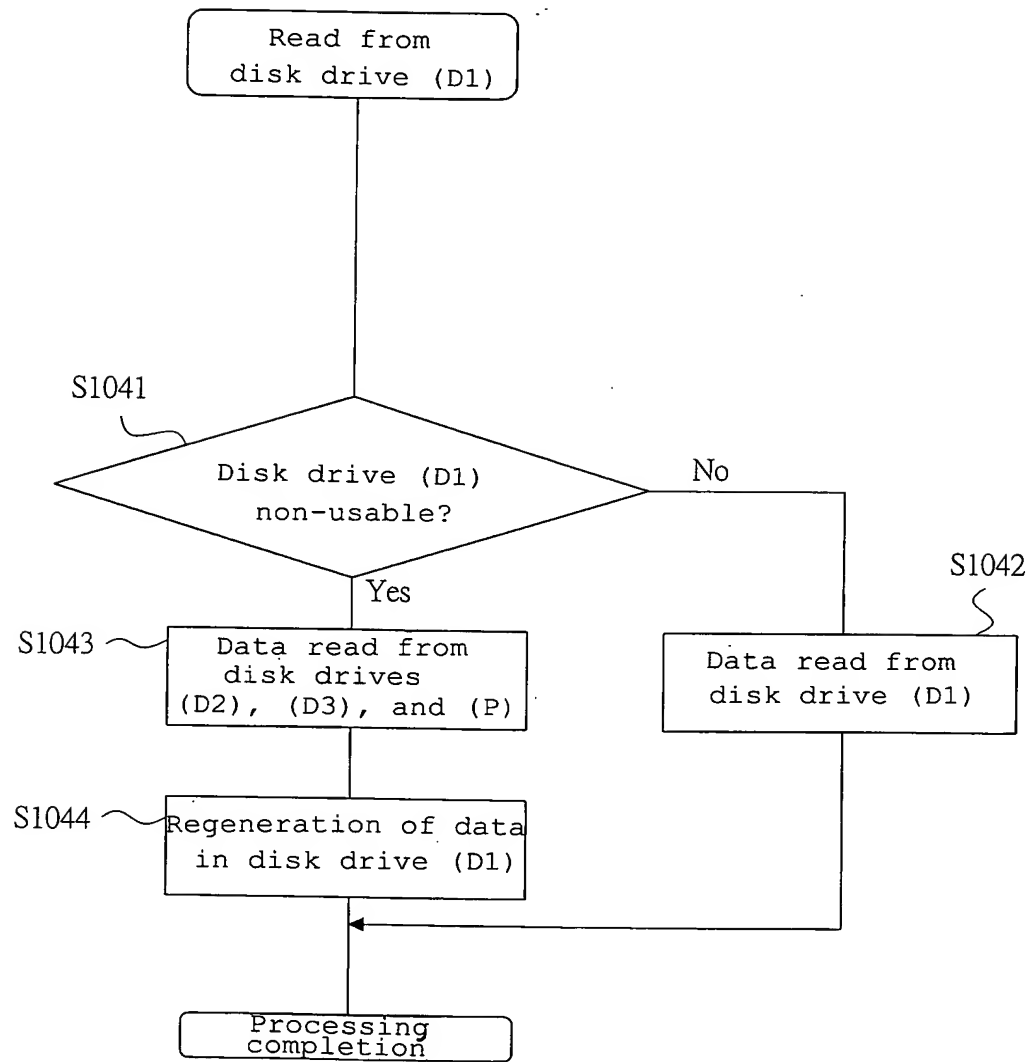 Read from
disk drive (D1)
S1041
Disk drive (D1)
non-usable?
No
Yes
S1042
S1043
Data read from
disk drives
(D2), (D3), and (P)
Data read from
disk drive (D1)
S1044
Regeneration of data
in disk drive (D1)
Processing
completion